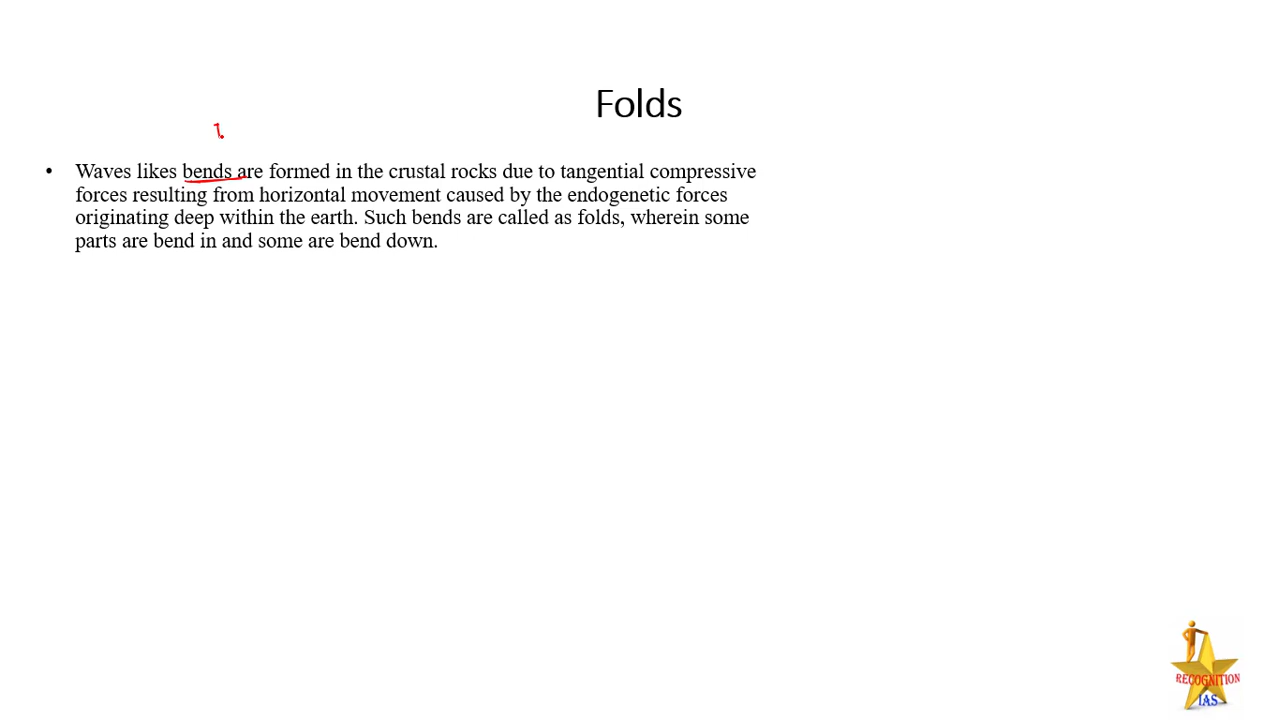 Folds
• Waves likes bends are formed in the crustal rocks due to tangential compressive
forces resulting from horizontal movement caused by the endogenetic forces
originating deep within the earth. Such bends are called as folds, wherein some
parts are bend in and some are bend down.
RECOGNITION
IAS